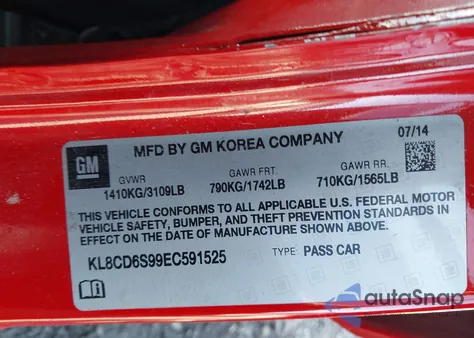 GM
MFD BY GM KOREA COMPANY
07/14
GVWR
GAWR FRT.
GAWR RR.
1410KG/3109LB
790KG/1742LB
710KG/1565LB
THIS VEHICLE CONFORMS TO ALL APPLICABLE U.S. FEDERAL MOTOR
VEHICLE SAFETY, BUMPER, AND THEFT PREVENTION STANDARDS IN
EFFECT ON THE DATE OF MANUFACTURE SHOWN ABOVE.
KL8CD6S99EC591525
TYPE: PASS CAR
autoSnap